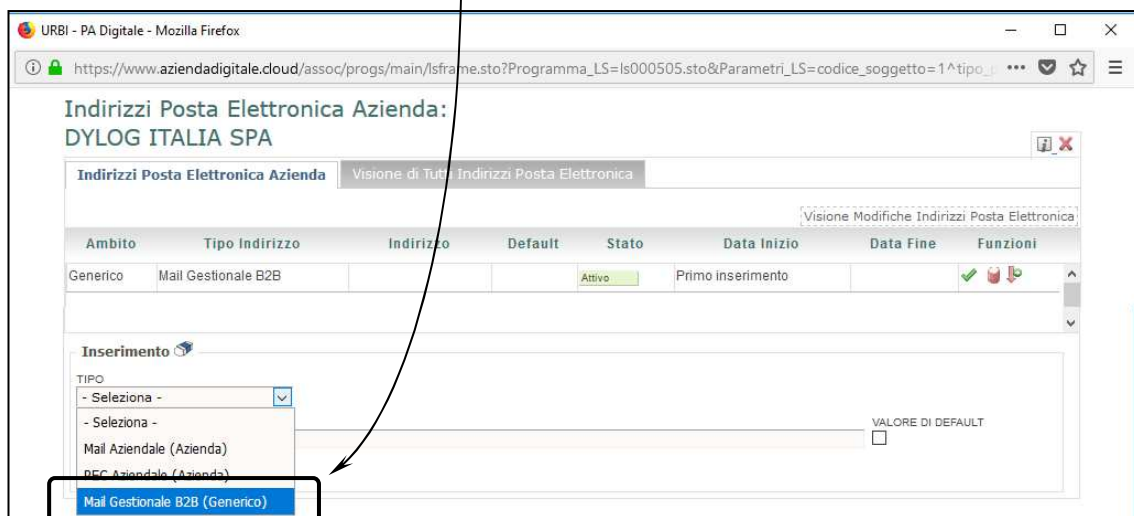 URBI - PA Digitale - Mozilla Firefox
https://www.aziendadigitale.cloud/assoc/progs/main/lsframe.sto?Programma_LS=ls000505.sto&Parametri_LS=codice_soggetto=1^tipo_
Indirizzi Posta Elettronica Azienda:
DYLOG ITALIA SPA
Indirizzi Posta Elettronica Azienda Visione di Tutti Indirizzi Posta Elettronica
Visione Modifiche Indirizzi Posta Elettronica
Ambito Tipo Indirizzo Indirizzo Default Stato Data Inizio Data Fine Funzioni
Generico Mail Gestionale B2B Attivo Primo inserimento
Inserimento
TIPO
- Seleziona -
- Seleziona -
VALORE DI DEFAULT
Mail Aziendale (Azienda)
PEC Aziendale (Azienda)
Mail Gestionale B2B (Generico)